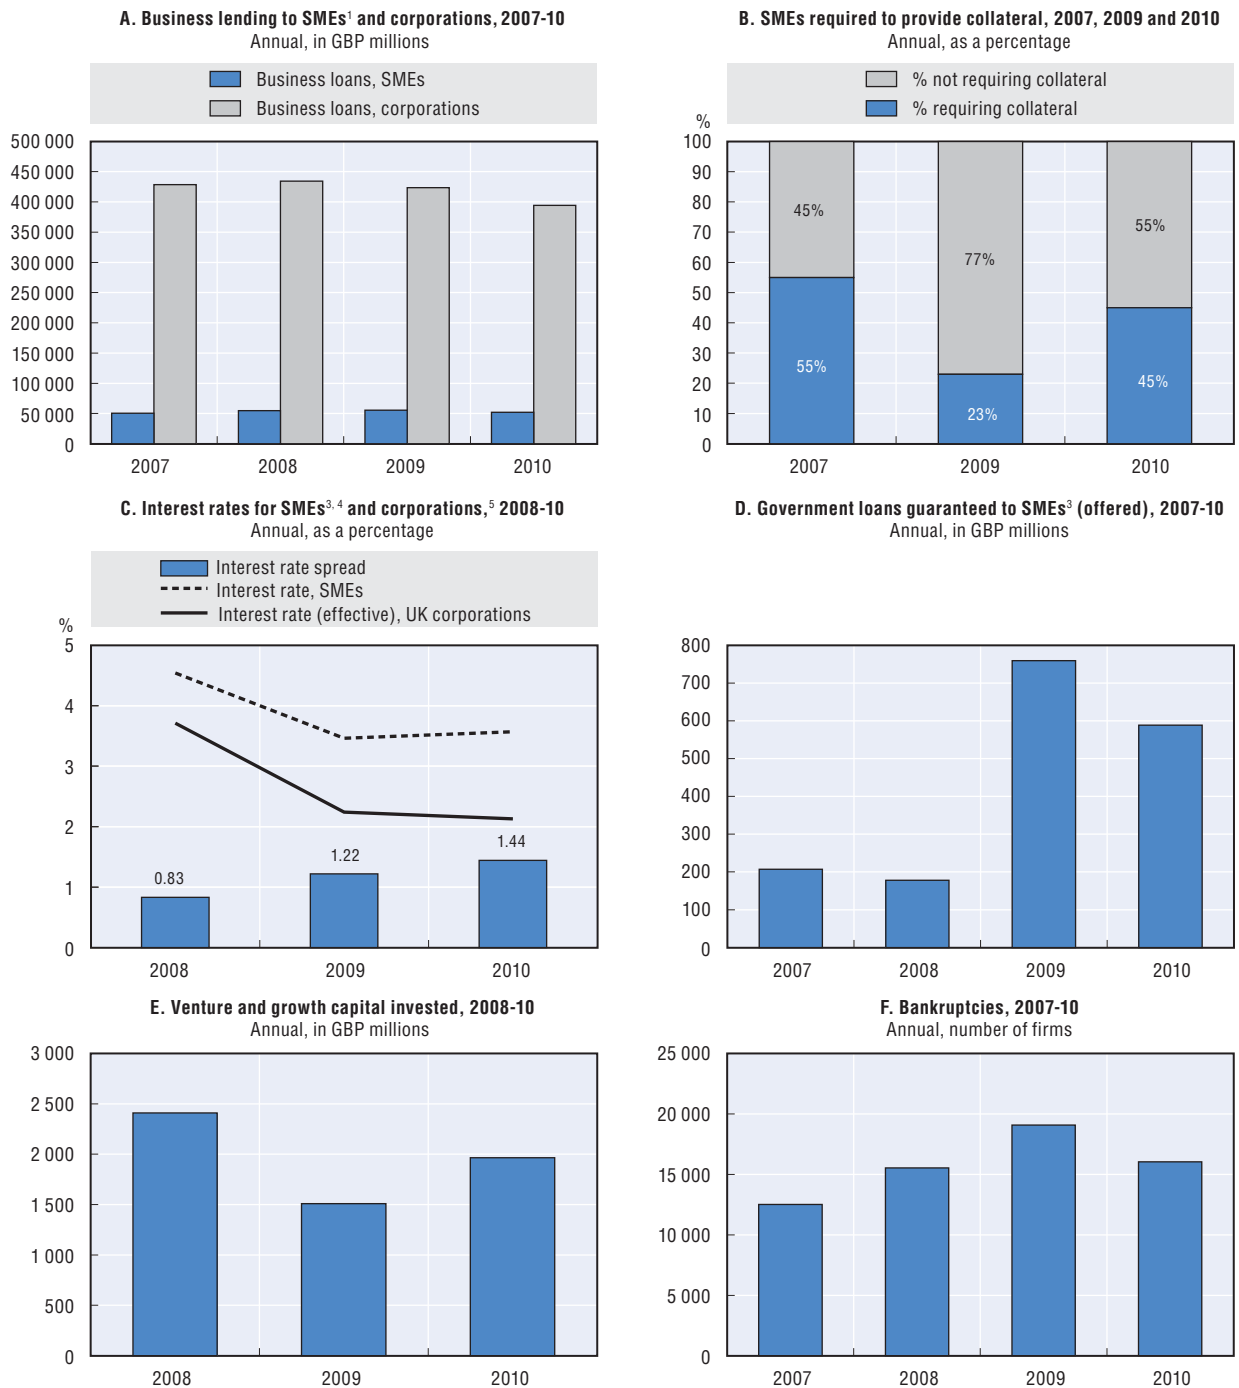 A. Business lending to SMEs¹ and corporations, 2007-10
Annual, in GBP millions
Business loans, SMEs
Business loans, corporations
500 000
450 000
400 000
350 000
300 000
250 000
200 000
150 000
100 000
50 000
0
2007 2008 2009 2010
B. SMEs required to provide collateral, 2007, 2009 and 2010
Annual, as a percentage
% not requiring collateral
% requiring collateral
%
100
90
80
70
60
50
40
30
20
10
0
45%
55%
77%
23%
55%
45%
2007 2009 2010
C. Interest rates for SMEs³, ⁴ and corporations,⁵ 2008-10
Annual, as a percentage
Interest rate spread
Interest rate, SMEs
Interest rate (effective), UK corporations
%
5
4
3
2
1
0
0.83
1.22
1.44
2008 2009 2010
D. Government loans guaranteed to SMEs³ (offered), 2007-10
Annual, in GBP millions
800
700
600
500
400
300
200
100
0
2007 2008 2009 2010
E. Venture and growth capital invested, 2008-10
Annual, in GBP millions
3 000
2 500
2 000
1 500
1 000
500
0
2008 2009 2010
F. Bankruptcies, 2007-10
Annual, number of firms
25 000
20 000
15 000
10 000
5 000
0
2007 2008 2009 2010